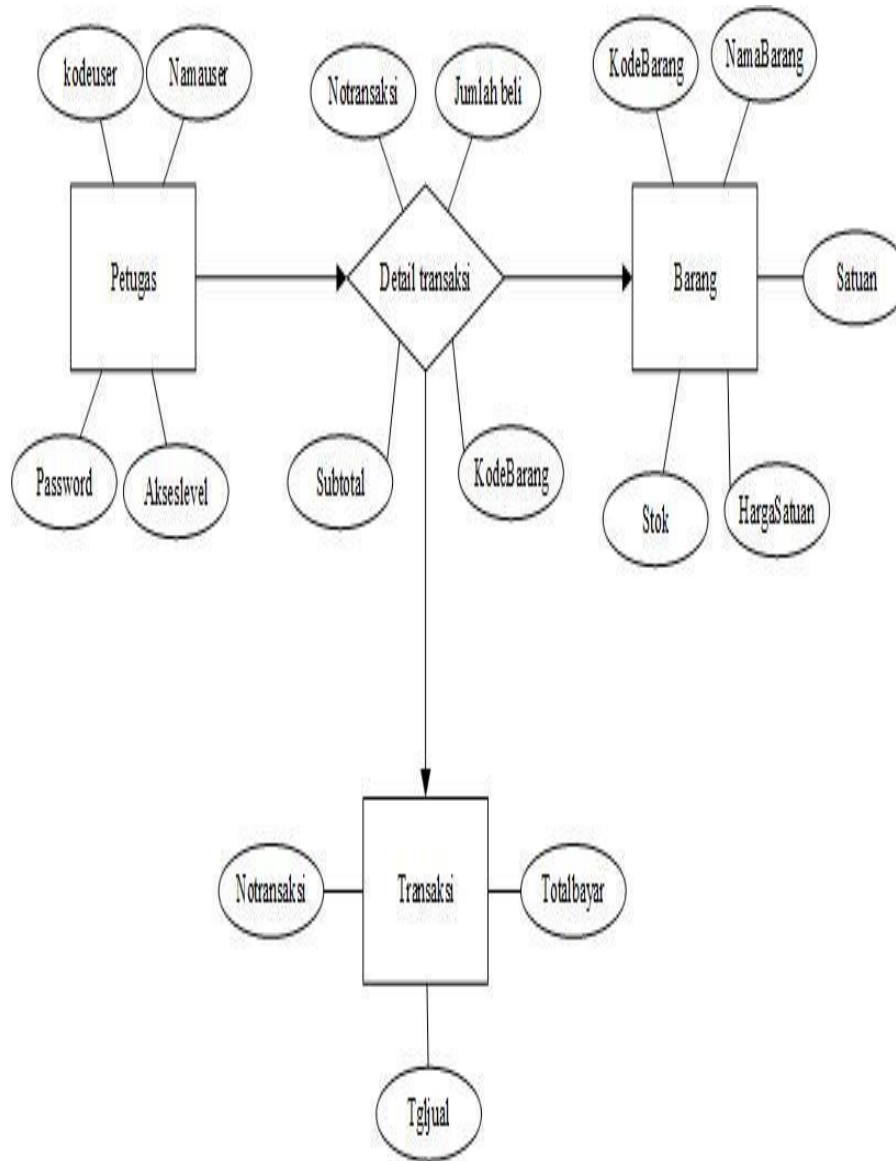 kodeuser
Namauser
Notransaksi
Jumlah beli
KodeBarang
NamaBarang
Petugas
Detail transaksi
Barang
Satuan
Password
Akseslevel
Subtotal
KodeBarang
Stok
HargaSatuan
Notransaksi
Transaksi
Totalbayar
Tgljual